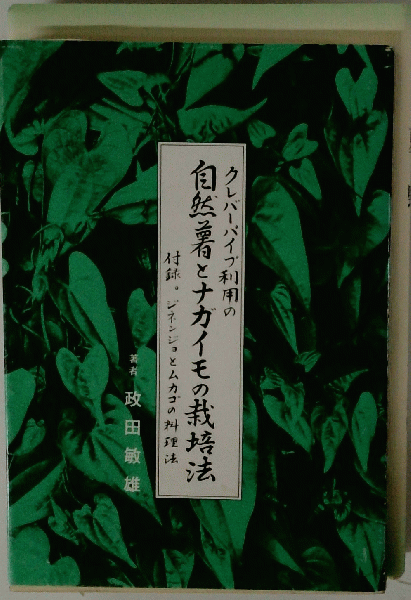 クレバーパイプ利用の
自然薯とナガイモの栽培法
付録。ジネンジョとムカゴの料理法
著者 政田敏雄